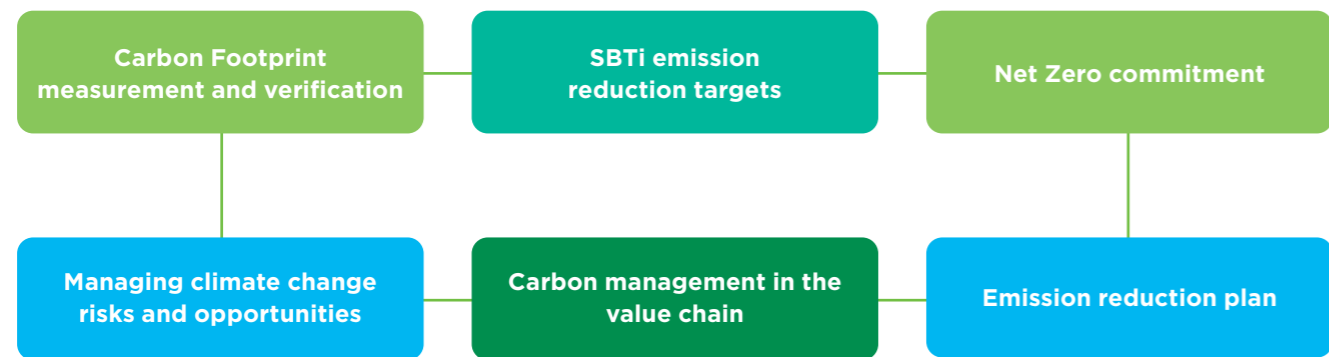 Carbon Footprint
measurement and verification
SBTi emission
reduction targets
Net Zero commitment
Managing climate change
risks and opportunities
Carbon management in the
value chain
Emission reduction plan